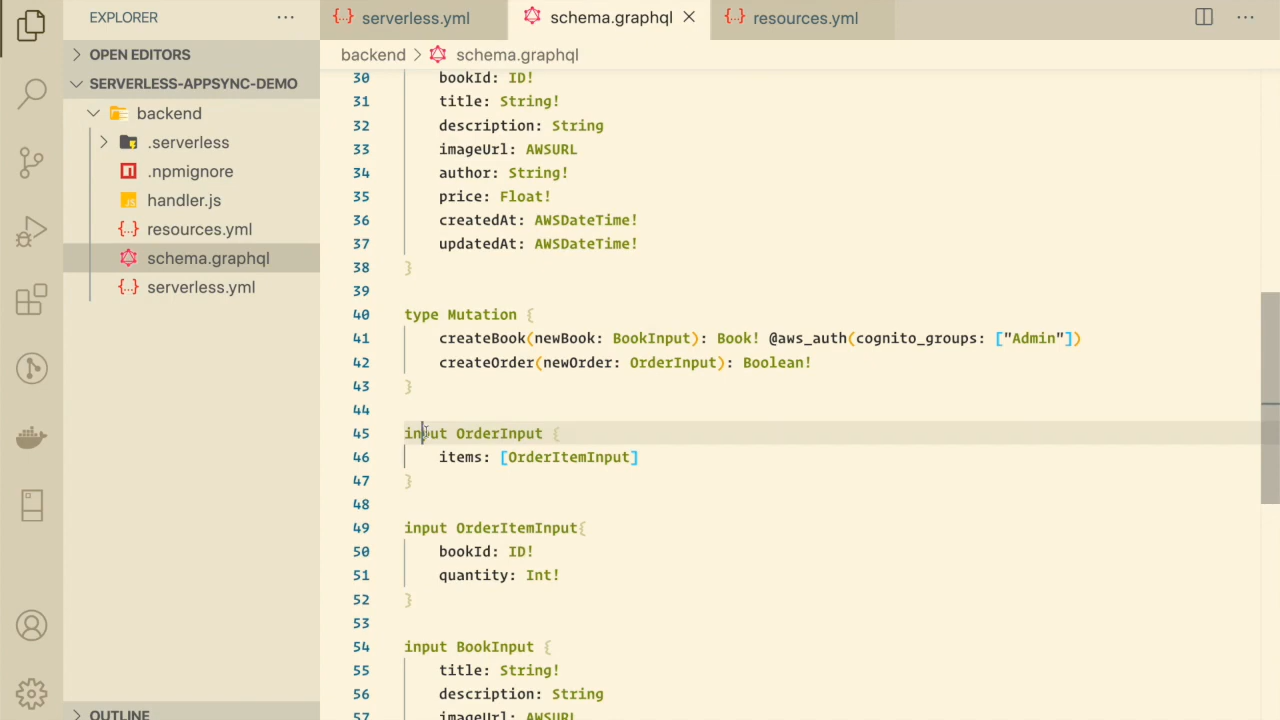 EXPLORER
OPEN EDITORS
SERVERLESS-APPSYNC-DEMO
backend
.serverless
.npmignore
handler.js
resources.yml
schema.graphql
serverless.yml
OUTLINE
serverless.yml
schema.graphql
resources.yml
backend
schema.graphql
30 bookId: ID!
31 title: String!
32 description: String
33 imageUrl: AWSURL
34 author: String!
35 price: Float!
36 createdAt: AWSDateTime!
37 updatedAt: AWSDateTime!
38 }
39
40 type Mutation {
41 createBook(newBook: BookInput): Book! @aws_auth(cognito_groups: ["Admin"])
42 createOrder(newOrder: OrderInput): Boolean!
43 }
44
45 input OrderInput {
46 items: [OrderItemInput]
47 }
48
49 input OrderItemInput{
50 bookId: ID!
51 quantity: Int!
52 }
53
54 input BookInput {
55 title: String!
56 description: String
57 imageUrl: AWSURL